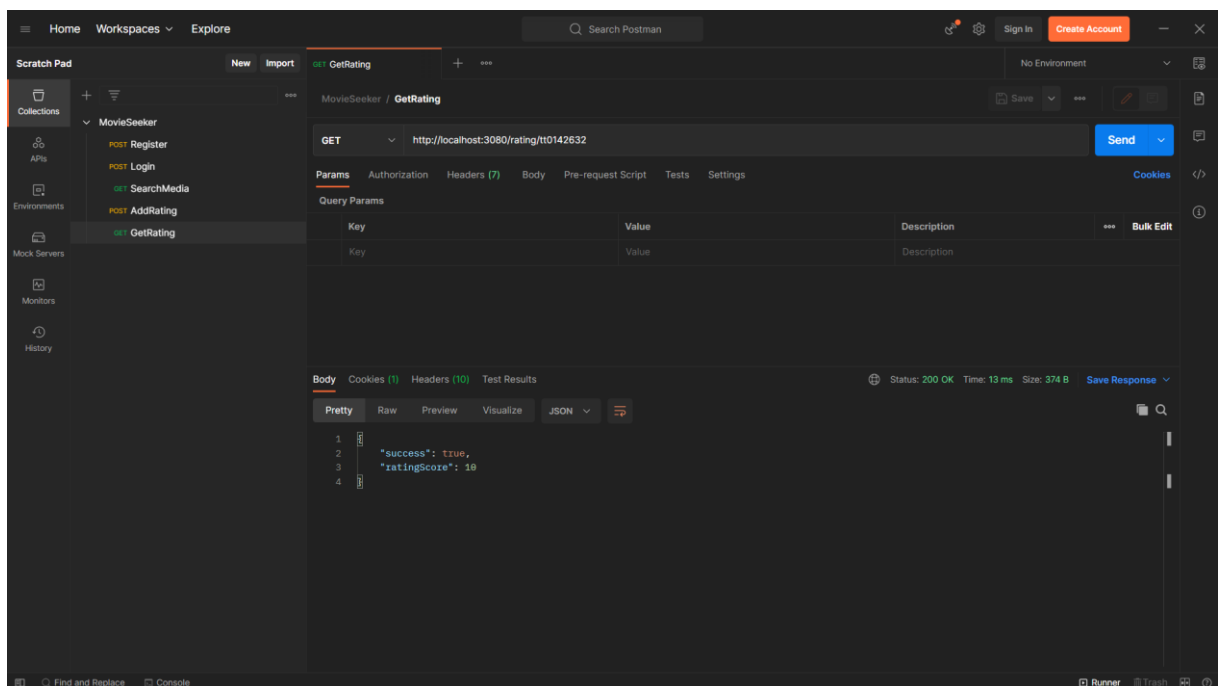 Home Workspaces Explore Search Postman Sign In Create Account
Scratch Pad New Import GET GetRating No Environment
Collections
MovieSeeker / GetRating Save
MovieSeeker
POST Register
GET http://localhost:3080/rating/tt0142632 Send
APIs
POST Login
Params Authorization Headers (7) Body Pre-request Script Tests Settings Cookies
GET SearchMedia
Environments
Query Params
POST AddRating
Key Value Description Bulk Edit
GET GetRating
Mock Servers
Key Value Description
Monitors
History
Body Cookies (1) Headers (10) Test Results Status: 200 OK Time: 13 ms Size: 374 B Save Response
Pretty Raw Preview Visualize JSON
1 {
2 "success": true,
3 "ratingScore": 10
4 }
Find and Replace Console Runner Trash